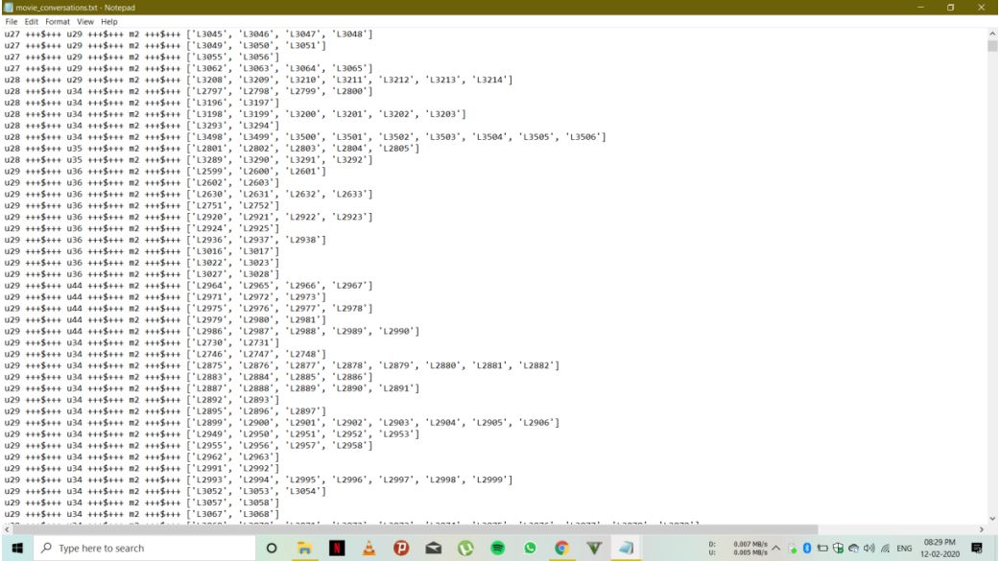 movie_conversations.txt - Notepad
File Edit Format View Help
u27 +++$+++ u29 +++$+++ m2 +++$+++ ['L3045', 'L3046', 'L3047', 'L3048']
u27 +++$+++ u29 +++$+++ m2 +++$+++ ['L3049', 'L3050', 'L3051']
u27 +++$+++ u29 +++$+++ m2 +++$+++ ['L3055', 'L3056']
u27 +++$+++ u29 +++$+++ m2 +++$+++ ['L3062', 'L3063', 'L3064', 'L3065']
u28 +++$+++ u29 +++$+++ m2 +++$+++ ['L3208', 'L3209', 'L3210', 'L3211', 'L3212', 'L3213', 'L3214']
u28 +++$+++ u34 +++$+++ m2 +++$+++ ['L2797', 'L2798', 'L2799', 'L2800']
u28 +++$+++ u34 +++$+++ m2 +++$+++ ['L3196', 'L3197']
u28 +++$+++ u34 +++$+++ m2 +++$+++ ['L3198', 'L3199', 'L3200', 'L3201', 'L3202', 'L3203']
u28 +++$+++ u34 +++$+++ m2 +++$+++ ['L3293', 'L3294']
u28 +++$+++ u34 +++$+++ m2 +++$+++ ['L3498', 'L3499', 'L3500', 'L3501', 'L3502', 'L3503', 'L3504', 'L3505', 'L3506']
u28 +++$+++ u35 +++$+++ m2 +++$+++ ['L2801', 'L2802', 'L2803', 'L2804', 'L2805']
u28 +++$+++ u35 +++$+++ m2 +++$+++ ['L3289', 'L3290', 'L3291', 'L3292']
u29 +++$+++ u36 +++$+++ m2 +++$+++ ['L2599', 'L2600', 'L2601']
u29 +++$+++ u36 +++$+++ m2 +++$+++ ['L2602', 'L2603']
u29 +++$+++ u36 +++$+++ m2 +++$+++ ['L2630', 'L2631', 'L2632', 'L2633']
u29 +++$+++ u36 +++$+++ m2 +++$+++ ['L2751', 'L2752']
u29 +++$+++ u36 +++$+++ m2 +++$+++ ['L2920', 'L2921', 'L2922', 'L2923']
u29 +++$+++ u36 +++$+++ m2 +++$+++ ['L2924', 'L2925']
u29 +++$+++ u36 +++$+++ m2 +++$+++ ['L2936', 'L2937', 'L2938']
u29 +++$+++ u36 +++$+++ m2 +++$+++ ['L3016', 'L3017']
u29 +++$+++ u36 +++$+++ m2 +++$+++ ['L3022', 'L3023']
u29 +++$+++ u36 +++$+++ m2 +++$+++ ['L3027', 'L3028']
u29 +++$+++ u44 +++$+++ m2 +++$+++ ['L2964', 'L2965', 'L2966', 'L2967']
u29 +++$+++ u44 +++$+++ m2 +++$+++ ['L2971', 'L2972', 'L2973']
u29 +++$+++ u44 +++$+++ m2 +++$+++ ['L2975', 'L2976', 'L2977', 'L2978']
u29 +++$+++ u44 +++$+++ m2 +++$+++ ['L2979', 'L2980', 'L2981']
u29 +++$+++ u44 +++$+++ m2 +++$+++ ['L2986', 'L2987', 'L2988', 'L2989', 'L2990']
u29 +++$+++ u34 +++$+++ m2 +++$+++ ['L2730', 'L2731']
u29 +++$+++ u34 +++$+++ m2 +++$+++ ['L2746', 'L2747', 'L2748']
u29 +++$+++ u34 +++$+++ m2 +++$+++ ['L2875', 'L2876', 'L2877', 'L2878', 'L2879', 'L2880', 'L2881', 'L2882']
u29 +++$+++ u34 +++$+++ m2 +++$+++ ['L2883', 'L2884', 'L2885', 'L2886']
u29 +++$+++ u34 +++$+++ m2 +++$+++ ['L2887', 'L2888', 'L2889', 'L2890', 'L2891']
u29 +++$+++ u34 +++$+++ m2 +++$+++ ['L2892', 'L2893']
u29 +++$+++ u34 +++$+++ m2 +++$+++ ['L2895', 'L2896', 'L2897']
u29 +++$+++ u34 +++$+++ m2 +++$+++ ['L2899', 'L2900', 'L2901', 'L2902', 'L2903', 'L2904', 'L2905', 'L2906']
u29 +++$+++ u34 +++$+++ m2 +++$+++ ['L2949', 'L2950', 'L2951', 'L2952', 'L2953']
u29 +++$+++ u34 +++$+++ m2 +++$+++ ['L2955', 'L2956', 'L2957', 'L2958']
u29 +++$+++ u34 +++$+++ m2 +++$+++ ['L2962', 'L2963']
u29 +++$+++ u34 +++$+++ m2 +++$+++ ['L2991', 'L2992']
u29 +++$+++ u34 +++$+++ m2 +++$+++ ['L2993', 'L2994', 'L2995', 'L2996', 'L2997', 'L2998', 'L2999']
u29 +++$+++ u34 +++$+++ m2 +++$+++ ['L3052', 'L3053', 'L3054']
u29 +++$+++ u34 +++$+++ m2 +++$+++ ['L3057', 'L3058']
u29 +++$+++ u34 +++$+++ m2 +++$+++ ['L3067', 'L3068']
Type here to search
D: 0.007 MB/s
U: 0.005 MB/s
ENG
08:29 PM
12-02-2020